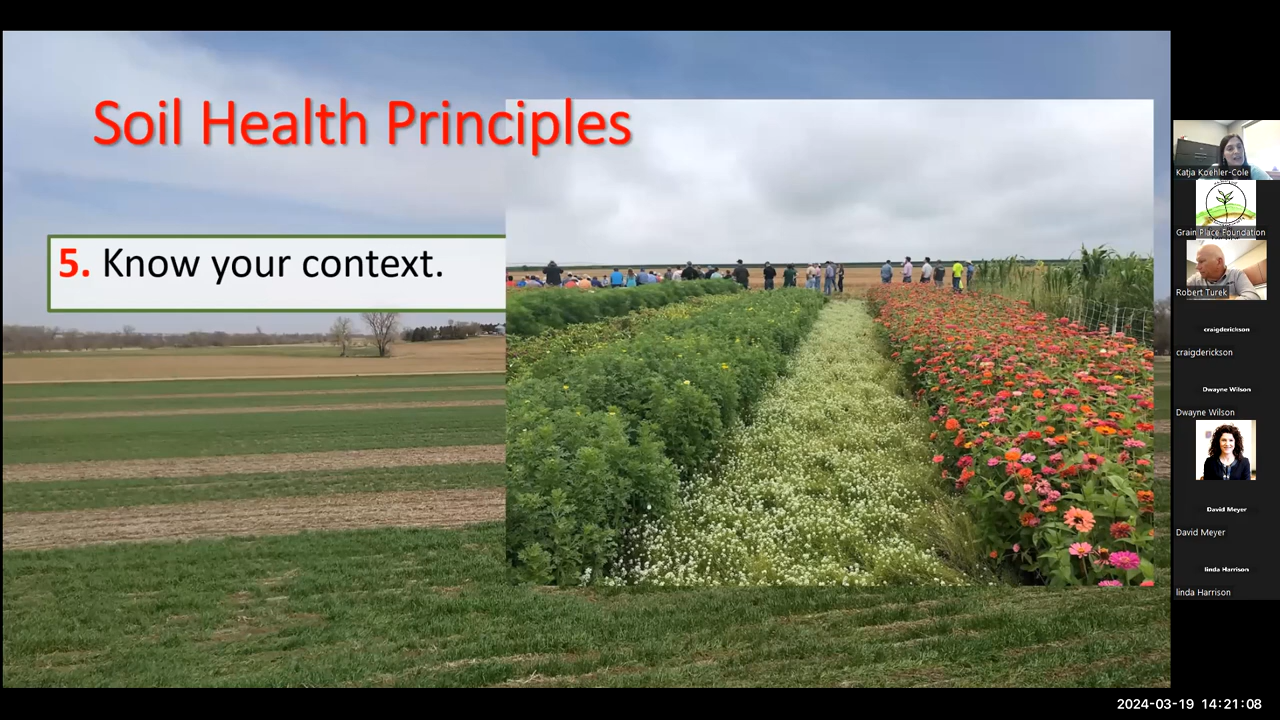 Soil Health Principles
5. Know your context.
Katja Koehler-Cole
Grain Place Foundation
Robert Turek
craigderickson
craigderickson
Dwayne Wilson
Dwayne Wilson
David Meyer
David Meyer
linda Harrison
linda Harrison
2024-03-19 14:21:08